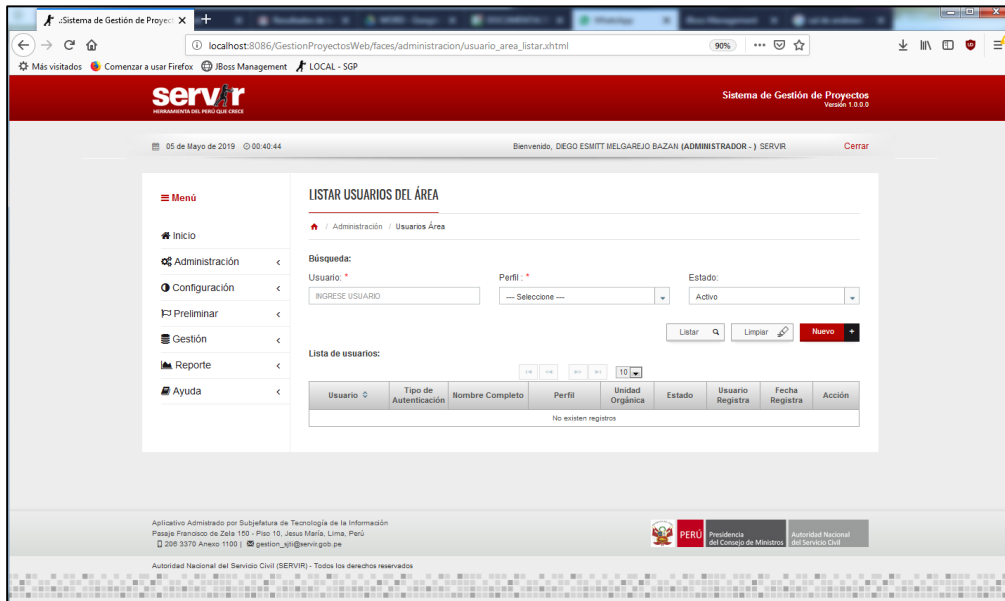 .:Sistema de Gestión de Proyect
WhatsApp
localhost:8086/GestionProyectosWeb/faces/administracion/usuario_area_listar.xhtml
90%
Más visitados
Comenzar a usar Firefox
JBoss Management
LOCAL - SGP
servir
HERRAMIENTA DEL PERÚ QUE CRECE
Sistema de Gestión de Proyectos
Versión 1.0.0.0
05 de Mayo de 2019
00:40:44
Bienvenido, DIEGO ESMITT MELGAREJO BAZAN (ADMINISTRADOR - ) SERVIR
Cerrar
Menú
Inicio
Administración
Configuración
Preliminar
Gestión
Reporte
Ayuda
LISTAR USUARIOS DEL ÁREA
/ Administración / Usuarios Área
Búsqueda:
Usuario: *
Perfil : *
Estado:
INGRESE USUARIO
--- Seleccione ---
Activo
Listar
Limpiar
Nuevo
Lista de usuarios:
10
Usuario
Tipo de Autenticación
Nombre Completo
Perfil
Unidad Orgánica
Estado
Usuario Registra
Fecha Registra
Acción
No existen registros
Aplicativo Admistrado por Subjefatura de Tecnología de la Información
Pasaje Francisco de Zela 150 - Piso 10, Jesus María, Lima, Perú
206 3370 Anexo 1100 | gestion_sjti@servir.gob.pe
PERÚ
Presidencia del Consejo de Ministros
Autoridad Nacional del Servicio Civil
Autoridad Nacional del Servicio Civil (SERVIR) - Todos los derechos reservados